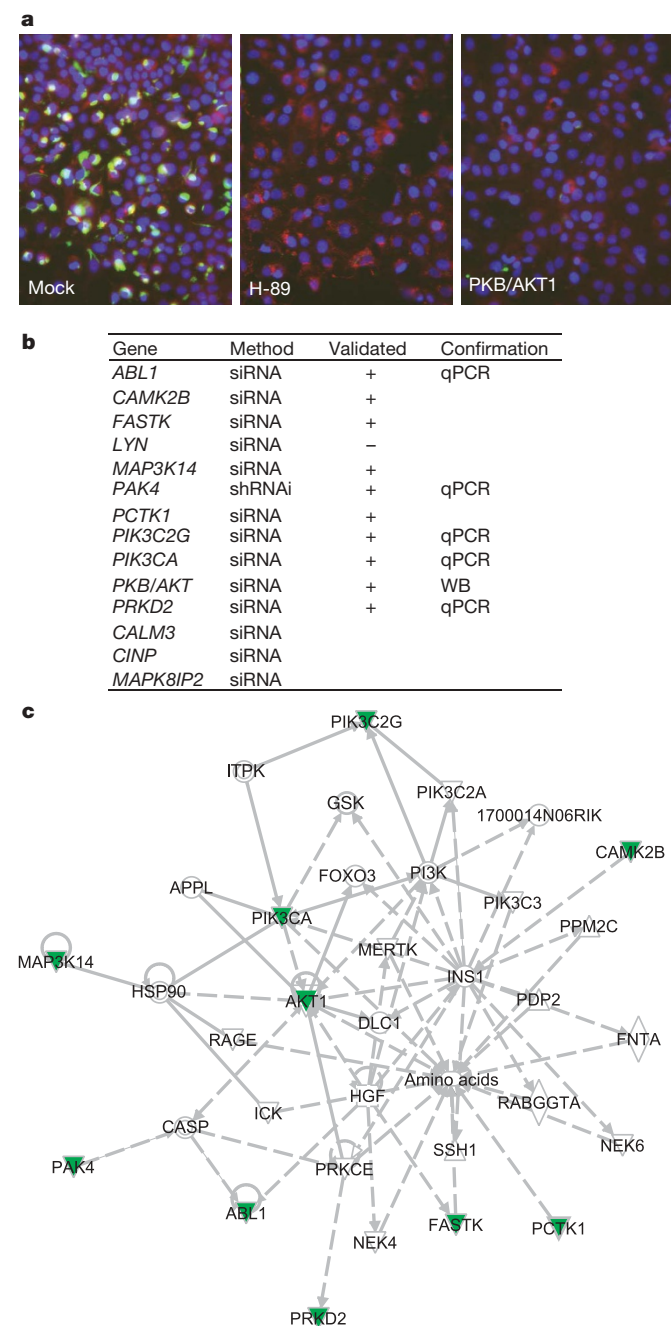 a
Mock
H-89
PKB/AKT1
b
Gene Method Validated Confirmation
ABL1 siRNA + qPCR
CAMK2B siRNA +
FASTK siRNA +
LYN siRNA –
MAP3K14 siRNA +
PAK4 shRNAi + qPCR
PCTK1 siRNA +
PIK3C2G siRNA + qPCR
PIK3CA siRNA + qPCR
PKB/AKT siRNA + WB
PRKD2 siRNA + qPCR
CALM3 siRNA
CINP siRNA
MAPK8IP2 siRNA
c
PIK3C2G
ITPK
PIK3C2A
GSK
1700014N06RIK
CAMK2B
FOXO3
PI3K
APPL
PIK3C3
PIK3CA
PPM2C
MERTK
MAP3K14
INS1
HSP90
AKT1
PDP2
DLC1
RAGE
FNTA
Amino acids
HGF
RABGGTA
ICK
CASP
NEK6
SSH1
PAK4
PRKCE
ABL1
FASTK
PCTK1
NEK4
PRKD2